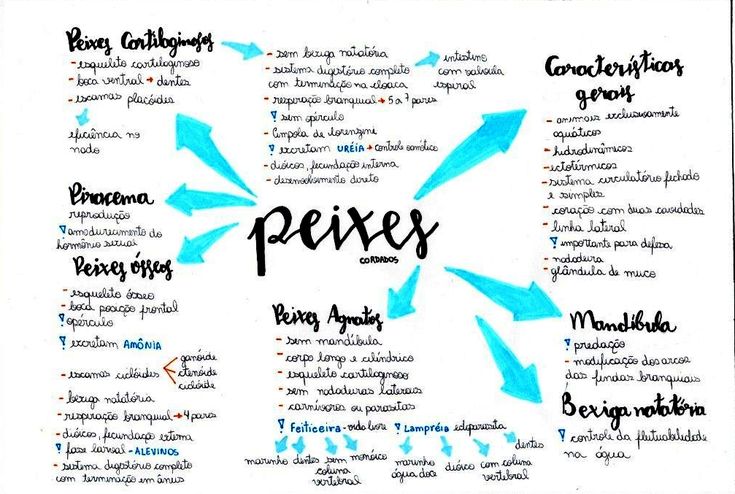 Peixes Cartilaginosos
- esqueleto cartilaginoso
- boca ventral → dentes
- escamas placóides
eficiência no
nado
- sem bexiga natatória
- sistema digestório completo
com terminação na cloaca
- respiração branquial → 5 a 7 pares
! sem opérculo
- Ampola de Lorenzini
! excretam URÉIA → controle osmótico
- dióicos, fecundação interna
- desenvolvimento direto
intestino
com válvula
espiral
Características
gerais
- animais exclusivamente
aquáticos
- hidrodinâmicos
- ectotérmicos
- sistema circulatório fechado
e simples
- coração com duas cavidades
- linha lateral
! importante para defesa
- nadadeira
- glândula de muco
Piracema
reprodução
! amadurecimento do
hormônio sexual
Peixes
CORDADOS
Peixes ósseos
- esqueleto ósseo
- boca posição frontal
! opérculo
! excretam AMÔNIA
- escamas ciclóides
ganóide
ctenóide
ciclóide
- bexiga natatória
- respiração branquial → 4 pares
- dióicos, fecundação externa
! fase larval - ALEVINOS
- sistema digestório completo
com terminação em ânus
Peixes Agnatos
- sem mandíbula
- corpo longo e cilíndrico
- esqueleto cartilaginoso
- sem nadadeiras laterais
- carnívoros ou parasitas
! Feiticeira - vida livre
marinho
dentes
sem
coluna
vertebral
monóico
! Lampréia ectoparasita
marinho
água doce
dióico
com coluna
vertebral
dentes
Mandíbula
! predação
- modificação dos arcos
das fendas branquiais
Bexiga natatória
! controle da flutuabilidade
na água